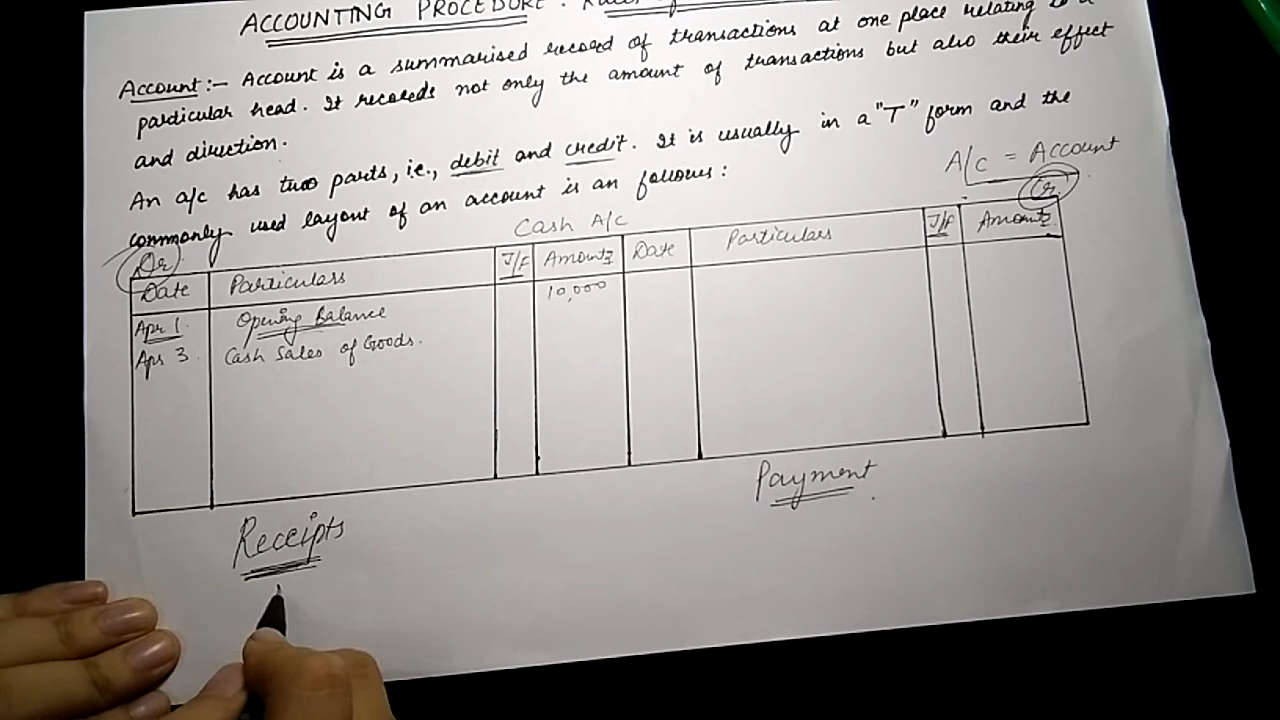 ACCOUNTING PROCEDURE :
Account :- Account is a summarised record of transactions at one place relating to a
particular head. It records not only the amount of transactions but also their effect
and direction.
An a/c has two parts, i.e., debit and credit. It is usually in a "T" form and the
commonly used layout of an account is an follows :
A/c = Account
Cash A/c
Dr
Cr
Date Particulars J/F Amount₹ Date Particulars J/F Amount₹
Apr 1. Opening Balance 10,000
Apr 3 Cash Sales of Goods.
Receipts
Payment